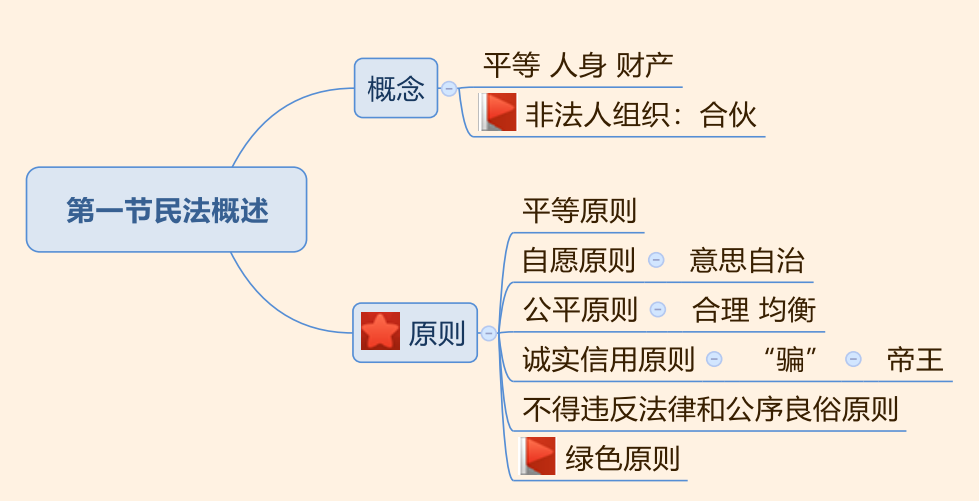 第一节民法概述
概念
平等 人身 财产
非法人组织：合伙
原则
平等原则
自愿原则 意思自治
公平原则 合理 均衡
诚实信用原则 “骗” 帝王
不得违反法律和公序良俗原则
绿色原则